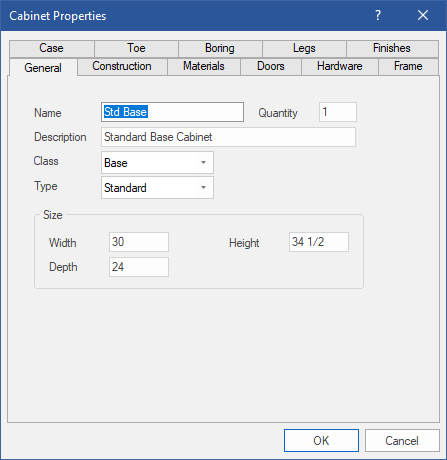 Cabinet Properties ?
Case Toe Boring Legs Finishes
General Construction Materials Doors Hardware Frame
Name Std Base Quantity 1
Description Standard Base Cabinet
Class Base
Type Standard
Size
Width 30 Height 34 1/2
Depth 24
OK Cancel